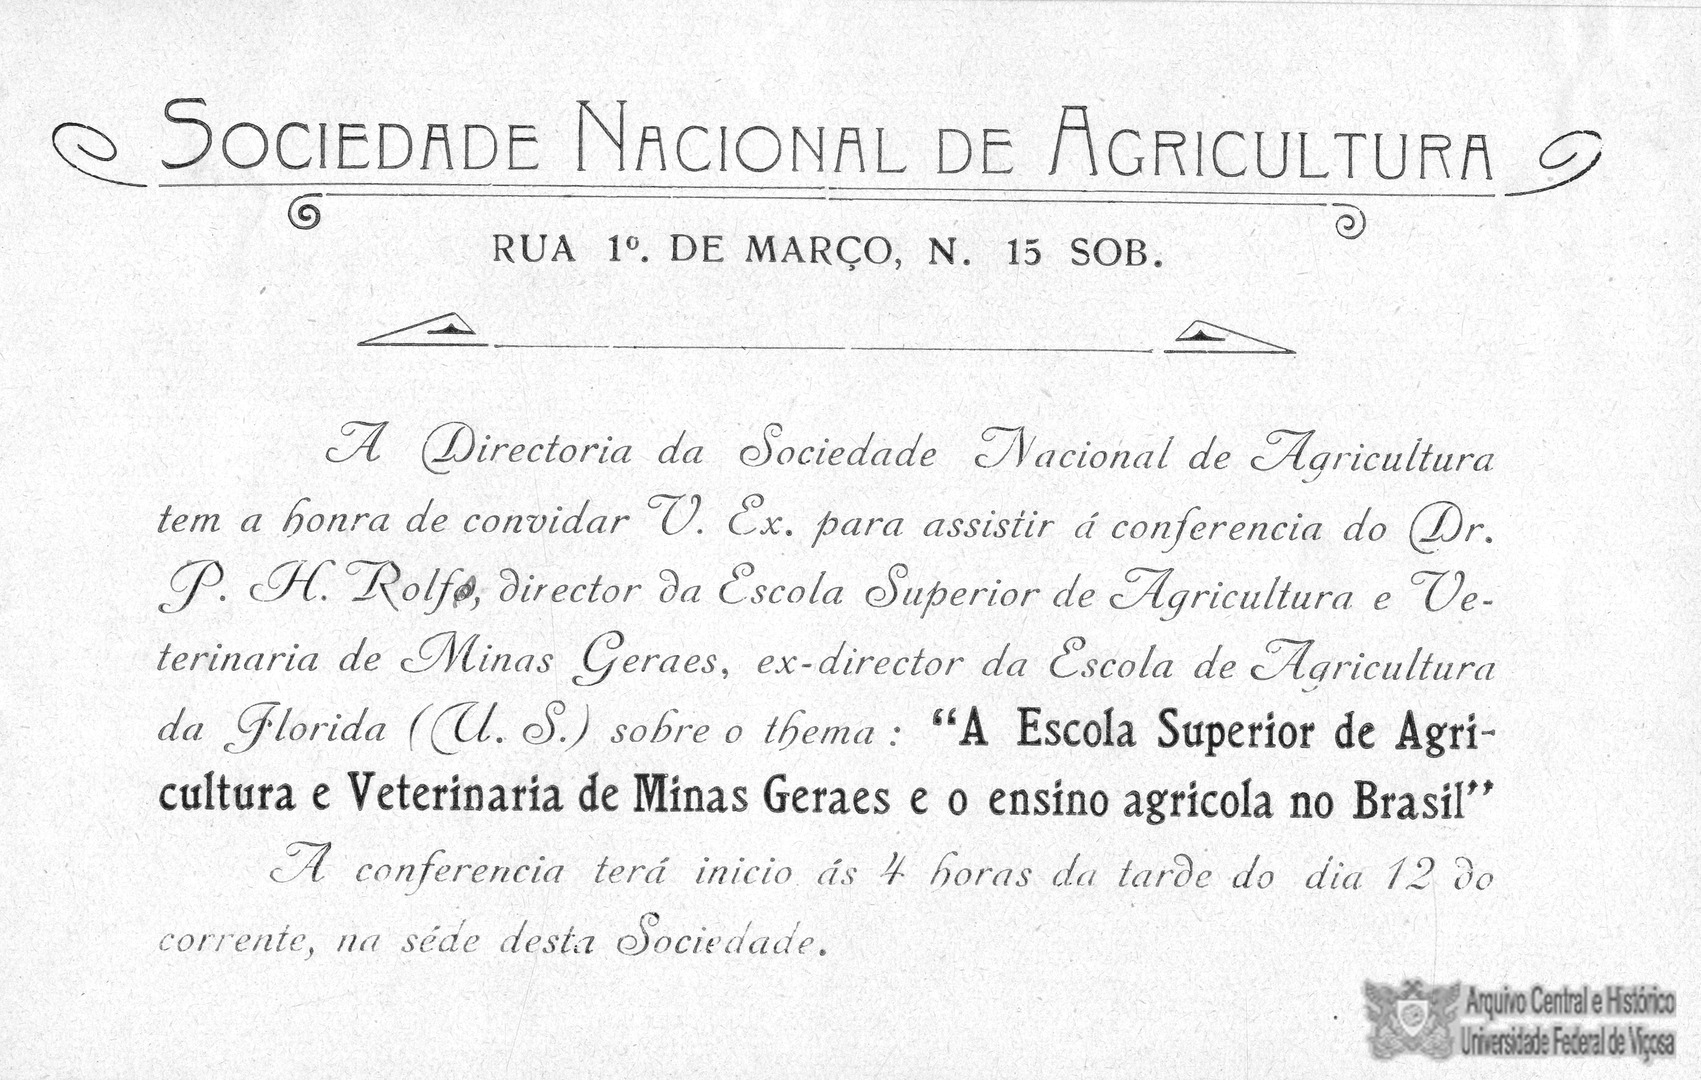 SOCIEDADE NACIONAL DE AGRICULTURA
RUA 1º. DE MARÇO, N. 15 SOB.
A Directoria da Sociedade Nacional de Agricultura
tem a honra de convidar V. Ex. para assistir á conferencia do Dr.
P. H. Rolfs, director da Escola Superior de Agricultura e Ve-
terinaria de Minas Geraes, ex-director da Escola de Agricultura
da Florida (U. S.) sobre o thema : “A Escola Superior de Agri-
cultura e Veterinaria de Minas Geraes e o ensino agricola no Brasil”
A conferencia terá inicio ás 4 horas da tarde do dia 12 do
corrente, na séde desta Sociedade.
Arquivo Central e Histórico
Universidade Federal de Viçosa